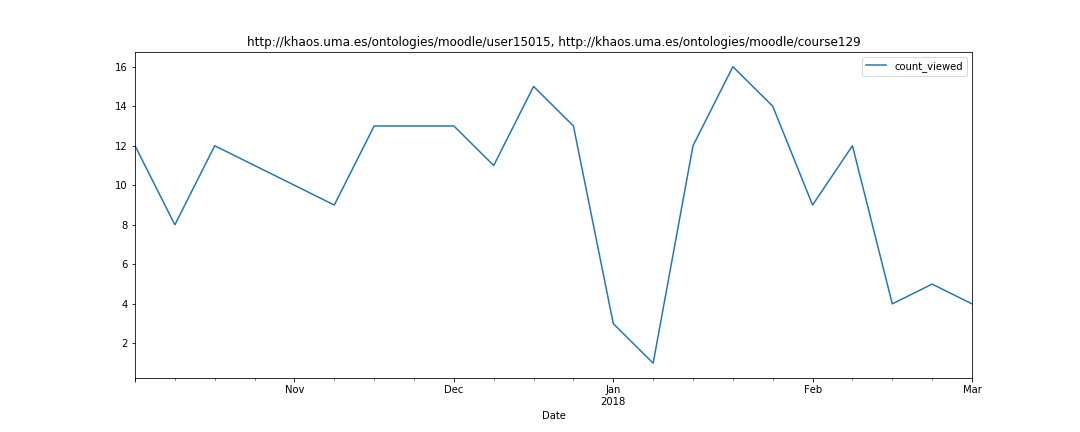 http://khaos.uma.es/ontologies/moodle/user15015, http://khaos.uma.es/ontologies/moodle/course129
count_viewed
16
14
12
10
8
6
4
2
Nov
Dec
Jan
2018
Feb
Mar
Date